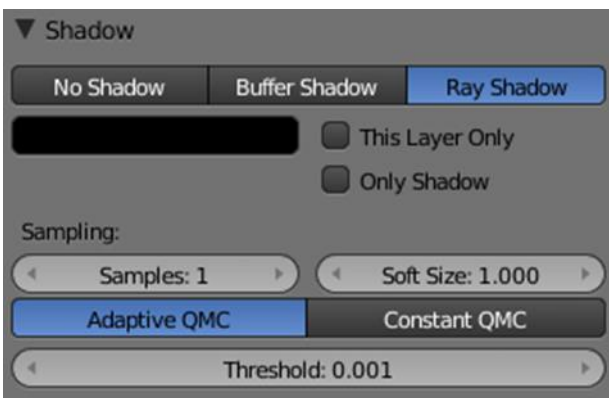 Shadow
No Shadow Buffer Shadow Ray Shadow
This Layer Only
Only Shadow
Sampling:
Samples: 1 Soft Size: 1.000
Adaptive QMC Constant QMC
Threshold: 0.001